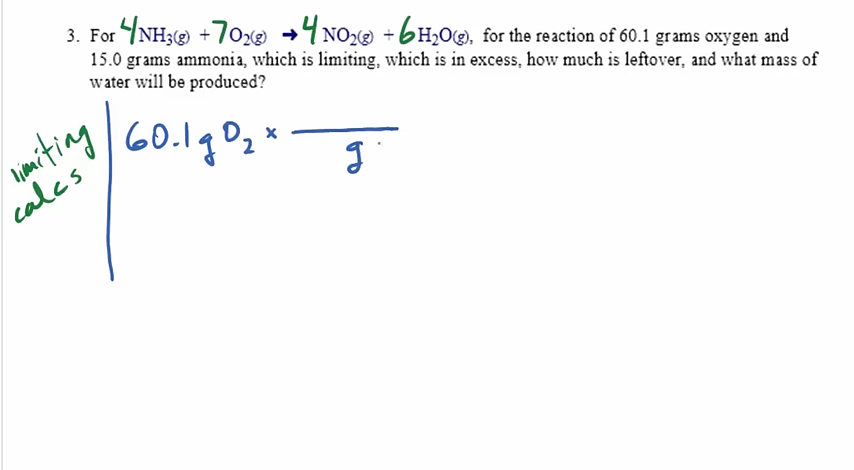 3. For 4NH3(g) + 7O2(g) → 4 NO2(g) + 6H2O(g), for the reaction of 60.1 grams oxygen and
15.0 grams ammonia, which is limiting, which is in excess, how much is leftover, and what mass of
water will be produced?
limiting
calcs
60.1 g O2 ×
g